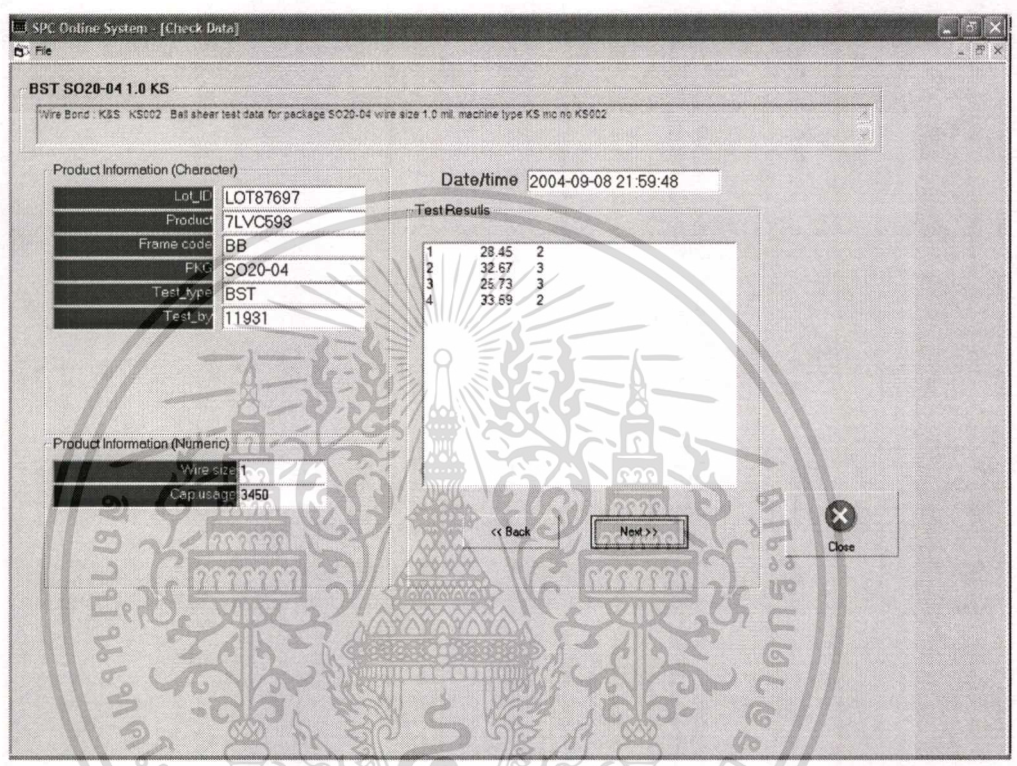 SPC Online System - [Check Data]
File
BST SO20-04 1.0 KS
Wire Bond : K&S KS002 Ball shear test data for package SO20-04 wire size 1.0 mil. machine type KS mc no KS002
Product Information (Character)
Lot_ID LOT87697
Product 7LVC593
Frame code BB
PKG SO20-04
Test_type BST
Test_by 11931
Date/time 2004-09-08 21:59:48
Test Resutls
1 28.45 2
2 32.67 3
3 25.73 3
4 33.69 2
Product Information (Numeric)
Wire size 1
Cap.usage 3450
<< Back
Next >>
Close